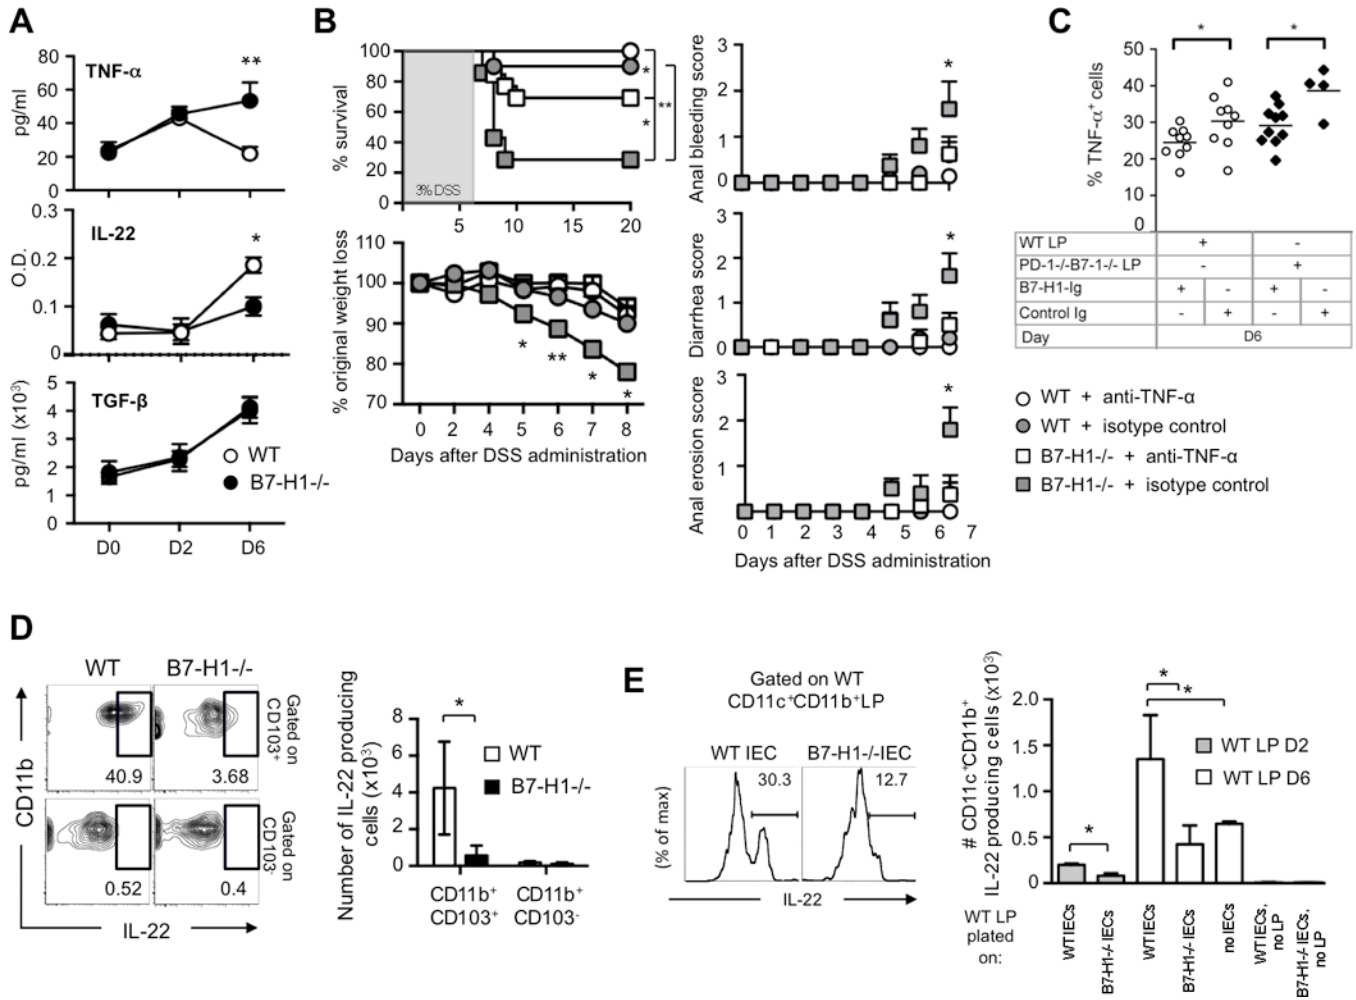 A
80
TNF-α
**
60
pg/ml
40
20
0
0.3
IL-22
*
0.2
O.D.
0.1
0
5
TGF-β
4
pg/ml (x10³)
3
2
WT
B7-H1-/-
1
0
D0 D2 D6
B
100
80
60
40
20
0
% survival
3% DSS
*
**
*
5 10 15 20
110
100
90
80
70
% original weight loss
* ** * *
0 2 4 5 6 7 8
Days after DSS administration
3
2
1
0
Anal bleeding score
*
3
2
1
0
Diarrhea score
*
3
2
1
Anal erosion score
*
0 1 2 3 4 5 6 7
Days after DSS administration
C
* *
50
40
30
20
10
0
% TNF-α⁺ cells
WT LP + -
PD-1-/-B7-1-/- LP - +
B7-H1-Ig + - + -
Control Ig - + - +
Day D6
WT + anti-TNF-α
WT + isotype control
B7-H1-/- + anti-TNF-α
B7-H1-/- + isotype control
D
WT B7-H1-/-
Gated on CD103⁺
40.9 3.68
Gated on CD103⁻
0.52 0.4
CD11b
IL-22
Number of IL-22 producing
cells (x10³)
8
6
4
2
0
*
WT
B7-H1-/-
CD11b⁺ CD11b⁺
CD103⁺ CD103⁻
E
Gated on WT
CD11c⁺CD11b⁺LP
WT IEC B7-H1-/-IEC
30.3 12.7
(% of max)
IL-22
# CD11c⁺CD11b⁺
IL-22 producing cells (x10³)
2.0
1.5
1.0
0.5
0
*
*
*
WT LP D2
WT LP D6
WT LP
plated
on:
WT IECs
B7-H1-/- IECs
WT IECs
B7-H1-/- IECs
no IECs
WT IECs,
no LP
B7-H1-/- IECs,
no LP